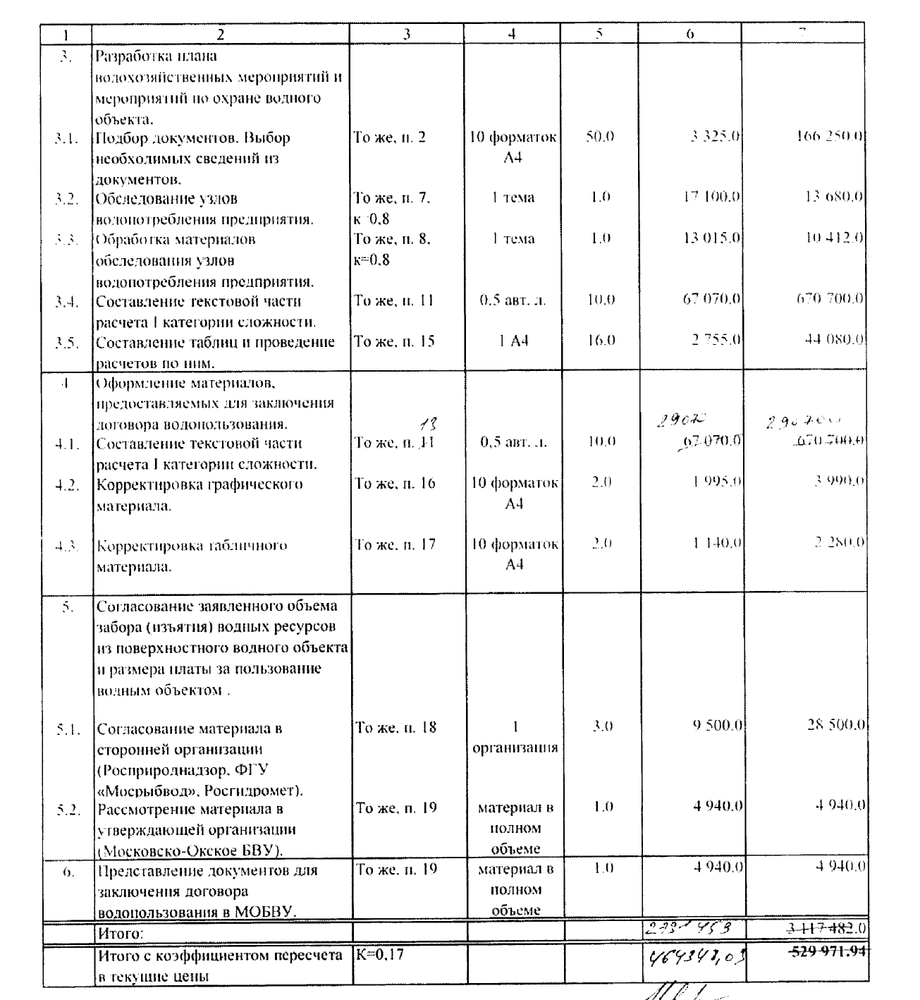 1 2 3 4 5 6 7
3. Разработка плана
водохозяйственных мероприятий и
мероприятий по охране водного
объекта.
3.1. Подбор документов. Выбор То же, п. 2 10 форматок 50.0 3 325.0 166 250.0
необходимых сведений из А4
документов.
3.2. Обследование узлов То же, п. 7, 1 тема 1.0 17 100.0 13 680.0
водопотребления предприятия. к=0.8
3.3. Обработка материалов То же, п. 8, 1 тема 1.0 13 015.0 10 412.0
обследования узлов к=0.8
водопотребления предприятия.
3.4. Составление текстовой части То же, п. 11 0.5 авт. л. 10.0 67 070.0 670 700.0
расчета I категории сложности.
3.5. Составление таблиц и проведение То же, п. 15 1 А4 16.0 2 755.0 44 080.0
расчетов по ним.
4 Оформление материалов,
предоставляемых для заключения
договора водопользования. 13 29070 290700
4.1. Составление текстовой части То же, п. 11 0,5 авт. л. 10.0 67 070.0 670 700.0
расчета I категории сложности.
4.2. Корректировка графического То же, п. 16 10 форматок 2.0 1 995.0 3 990.0
материала. А4
4.3. Корректировка табличного То же, п. 17 10 форматок 2.0 1 140.0 2 280.0
материала. А4
5. Согласование заявленного объема
забора (изъятия) водных ресурсов
из поверхностного водного объекта
и размера платы за пользование
водным объектом .
5.1. Согласование материала в То же, п. 18 1 3.0 9 500.0 28 500.0
сторонней организации организация
(Росприроднадзор, ФГУ
«Мосрыбвод», Росгидромет).
5.2. Рассмотрение материала в То же, п. 19 материал в 1.0 4 940.0 4 940.0
утверждающей организации полном
(Московско-Окское БВУ). объеме
6. Представление документов для То же, п. 19 материал в 1.0 4 940.0 4 940.0
заключения договора полном
водопользования в МОБВУ. объеме
Итого: 3 117 482.0
Итого с коэффициентом пересчета К=0,17 464347,03 529 971.94
в текущие цены